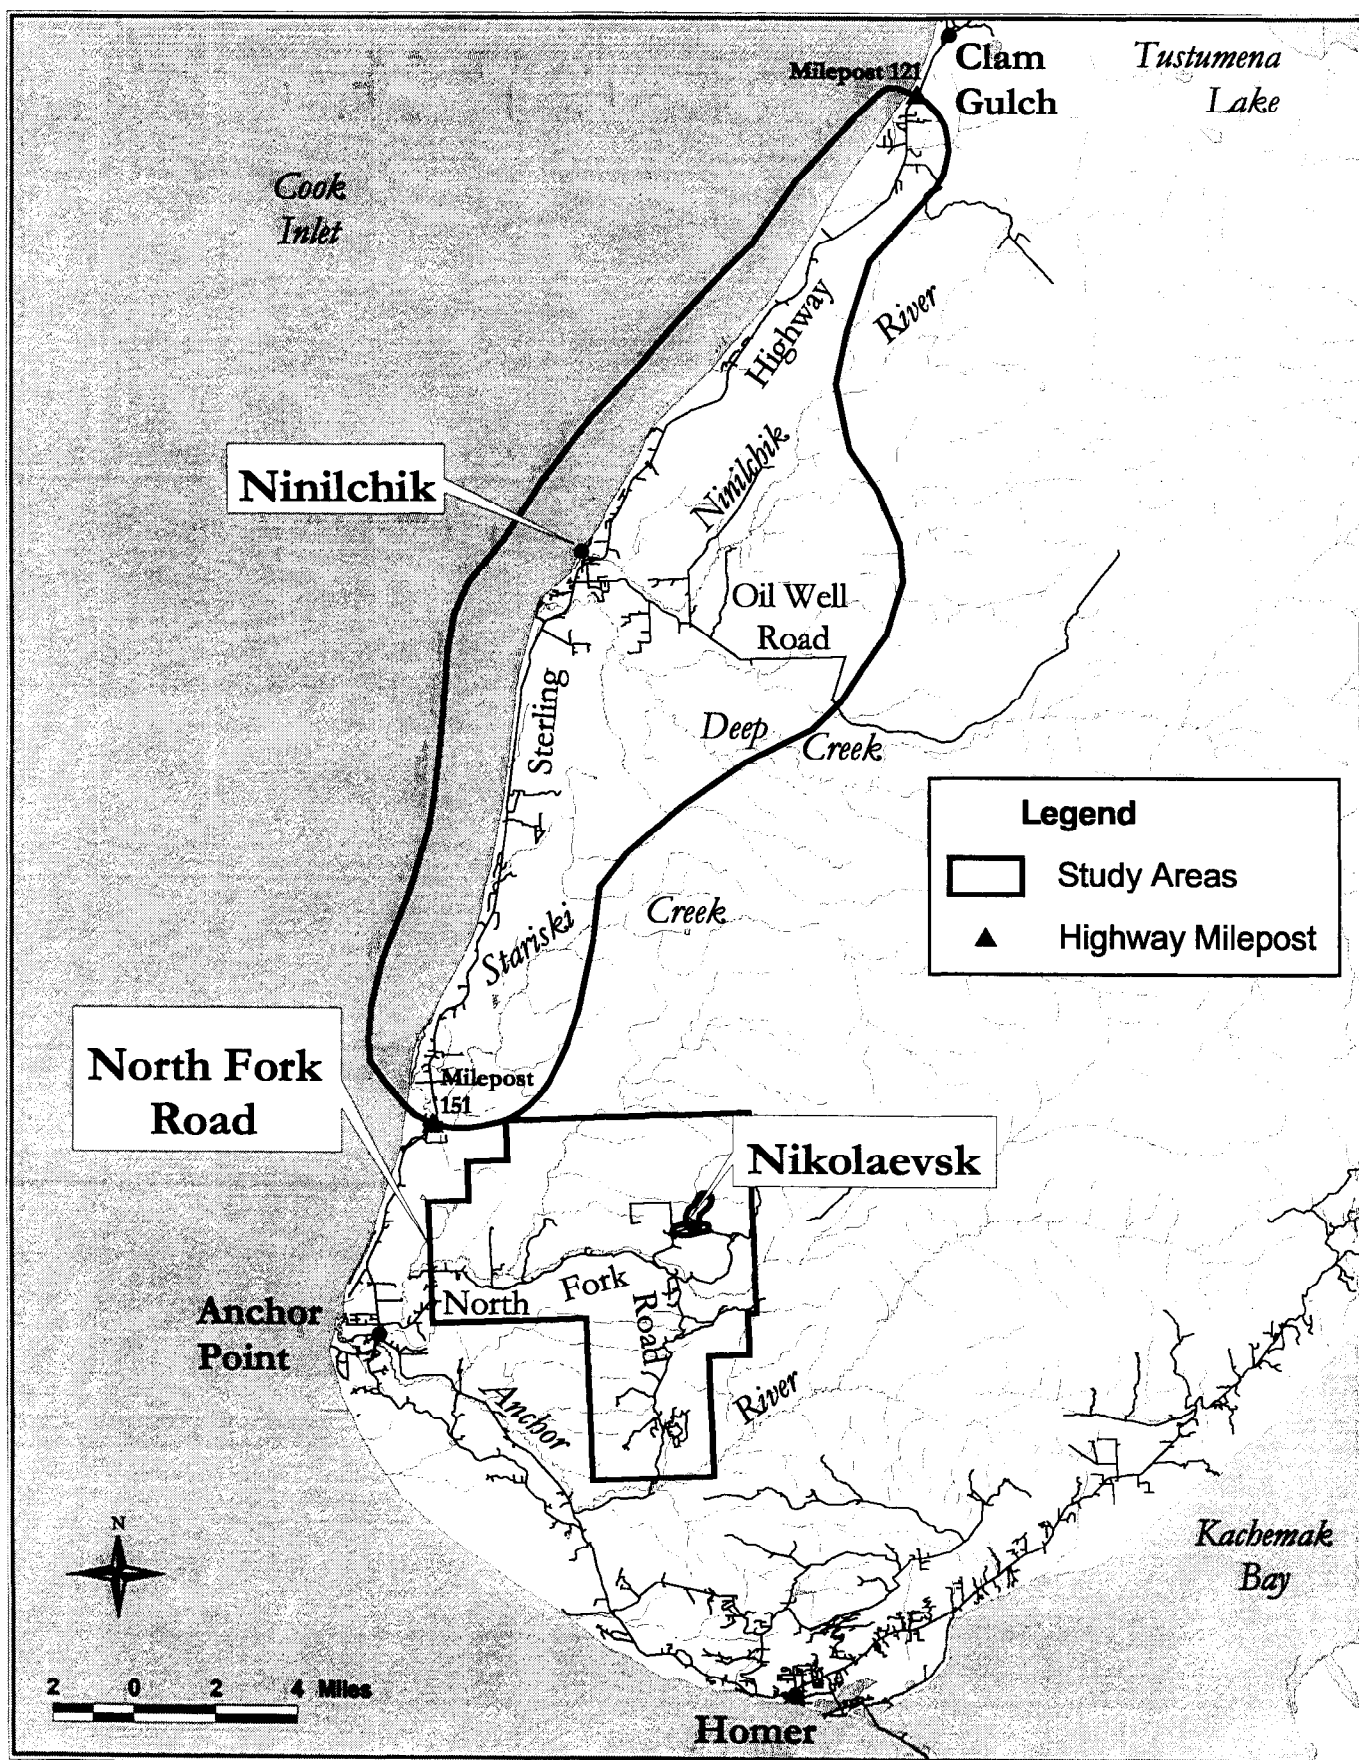 Clam
Gulch
Tustumena
Lake
Milepost 121
Cook
Inlet
River
Highway
Ninilchik
Ninilchik
Oil Well
Road
Sterling
Deep
Creek
Legend
Study Areas
Highway Milepost
Creek
Stariski
North Fork
Road
Milepost
151
Nikolaevsk
Fork
North
Road
Anchor
Point
Anchor
River
N
Kachemak
Bay
2 0 2 4 Miles
Homer